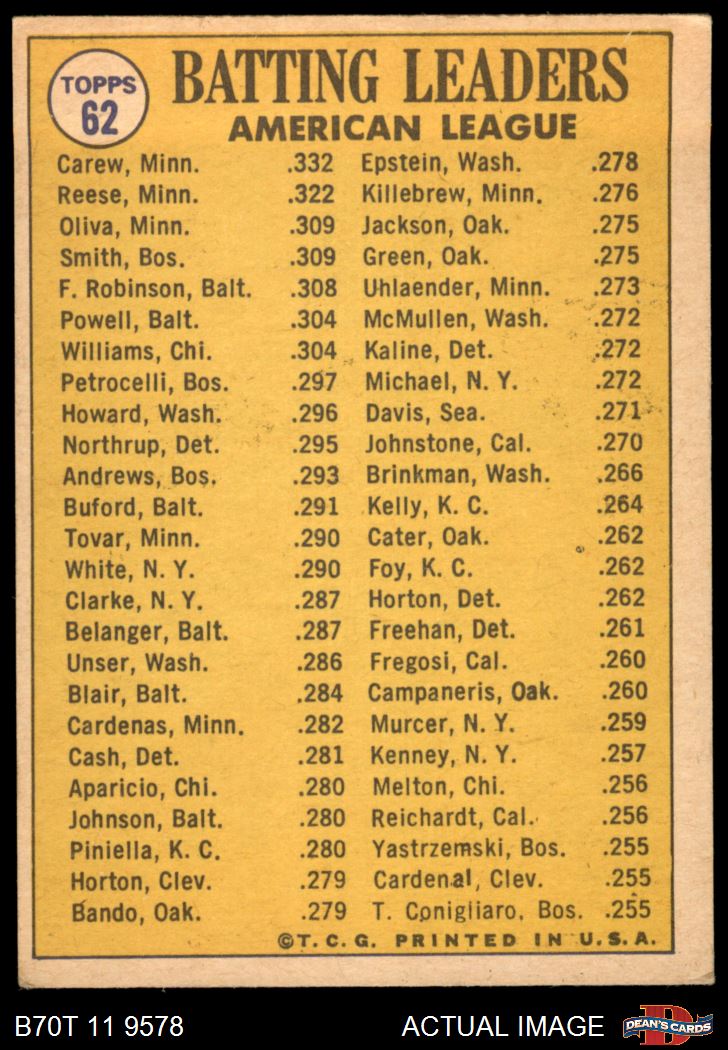 TOPPS
62
BATTING LEADERS
AMERICAN LEAGUE
Carew, Minn. .332
Reese, Minn. .322
Oliva, Minn. .309
Smith, Bos. .309
F. Robinson, Balt. .308
Powell, Balt. .304
Williams, Chi. .304
Petrocelli, Bos. .297
Howard, Wash. .296
Northrup, Det. .295
Andrews, Bos. .293
Buford, Balt. .291
Tovar, Minn. .290
White, N. Y. .290
Clarke, N. Y. .287
Belanger, Balt. .287
Unser, Wash. .286
Blair, Balt. .284
Cardenas, Minn. .282
Cash, Det. .281
Aparicio, Chi. .280
Johnson, Balt. .280
Piniella, K. C. .280
Horton, Clev. .279
Bando, Oak. .279
Epstein, Wash. .278
Killebrew, Minn. .276
Jackson, Oak. .275
Green, Oak. .275
Uhlaender, Minn. .273
McMullen, Wash. .272
Kaline, Det. .272
Michael, N. Y. .272
Davis, Sea. .271
Johnstone, Cal. .270
Brinkman, Wash. .266
Kelly, K. C. .264
Cater, Oak. .262
Foy, K. C. .262
Horton, Det. .262
Freehan, Det. .261
Fregosi, Cal. .260
Campaneris, Oak. .260
Murcer, N. Y. .259
Kenney, N. Y. .257
Melton, Chi. .256
Reichardt, Cal. .256
Yastrzemski, Bos. .255
Cardenal, Clev. .255
T. Conigliaro, Bos. .255
©T. C. G. PRINTED IN U. S. A.
B70T 11 9578
ACTUAL IMAGE
D
DEAN'S CARDS